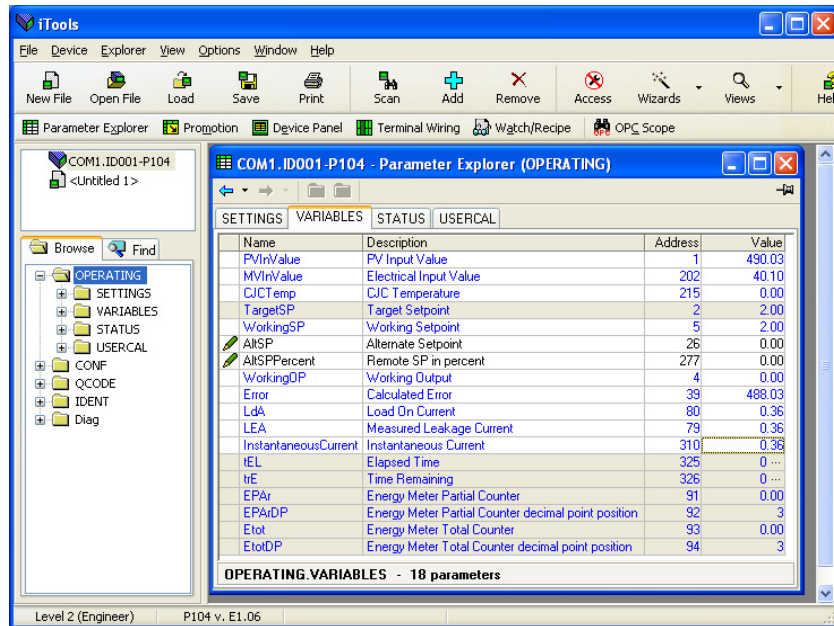 iTools
File Device Explorer View Options Window Help
New File Open File Load Save Print Scan Add Remove Access Wizards Views Hel
Parameter Explorer Promotion Device Panel Terminal Wiring Watch/Recipe OPC Scope
COM1.ID001-P104
<Untitled 1>
Browse Find
OPERATING
SETTINGS
VARIABLES
STATUS
USERCAL
CONF
QCODE
IDENT
Diag
COM1.ID001-P104 - Parameter Explorer (OPERATING)
SETTINGS VARIABLES STATUS USERCAL
Name Description Address Value
PVInValue PV Input Value 1 490.03
MVInValue Electrical Input Value 202 40.10
CJCTemp CJC Temperature 215 0.00
TargetSP Target Setpoint 2 2.00
WorkingSP Working Setpoint 5 2.00
AltSP Alternate Setpoint 26 0.00
AltSPPercent Remote SP in percent 277 0.00
WorkingOP Working Output 4 0.00
Error Calculated Error 39 488.03
LdA Load On Current 80 0.36
LEA Measured Leakage Current 79 0.36
InstantaneousCurrent Instantaneous Current 310 0.36
tEL Elapsed Time 325 0 ...
trE Time Remaining 326 0 ...
EPAr Energy Meter Partial Counter 91 0.00
EPArDP Energy Meter Partial Counter decimal point position 92 3
Etot Energy Meter Total Counter 93 0.00
EtotDP Energy Meter Total Counter decimal point position 94 3
OPERATING.VARIABLES - 18 parameters
Level 2 (Engineer) P104 v. E1.06